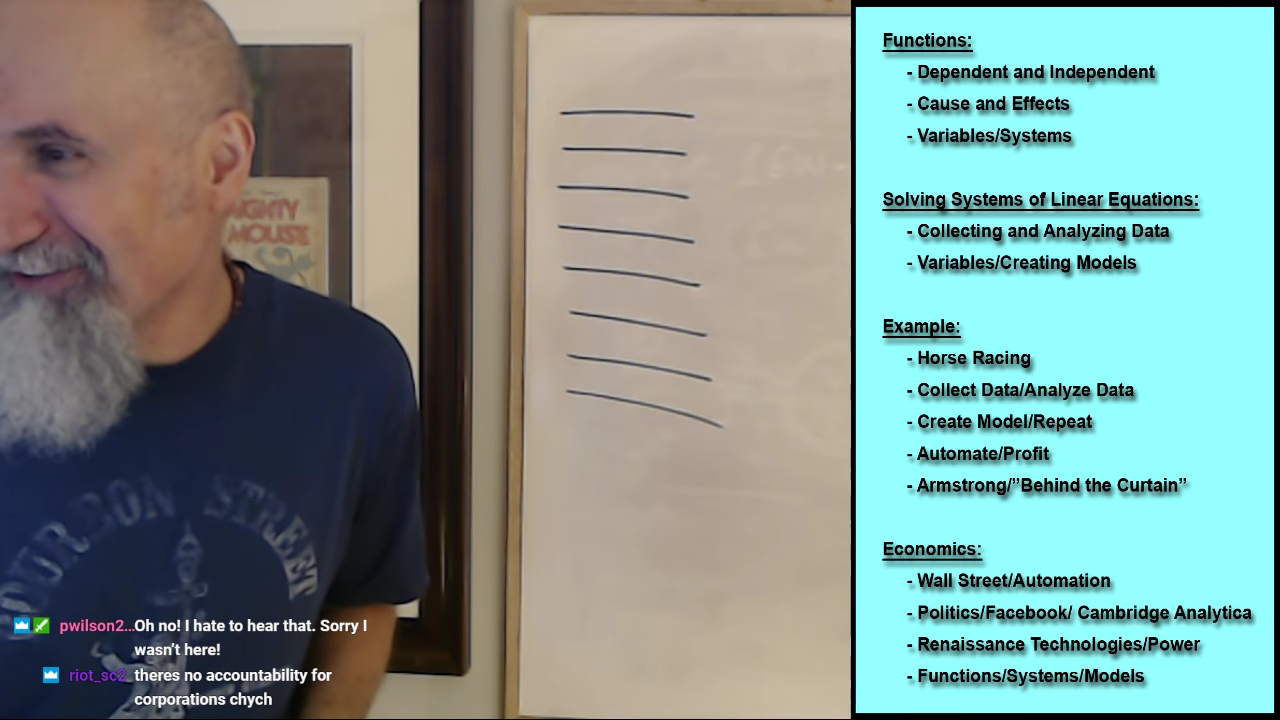 MIGHTY
MOUSE
BOURBON STREET
pwilson2... Oh no! I hate to hear that. Sorry I
wasn't here!
riot_sc2 theres no accountability for
corporations chych
Functions:
- Dependent and Independent
- Cause and Effects
- Variables/Systems
Solving Systems of Linear Equations:
- Collecting and Analyzing Data
- Variables/Creating Models
Example:
- Horse Racing
- Collect Data/Analyze Data
- Create Model/Repeat
- Automate/Profit
- Armstrong/”Behind the Curtain”
Economics:
- Wall Street/Automation
- Politics/Facebook/ Cambridge Analytica
- Renaissance Technologies/Power
- Functions/Systems/Models